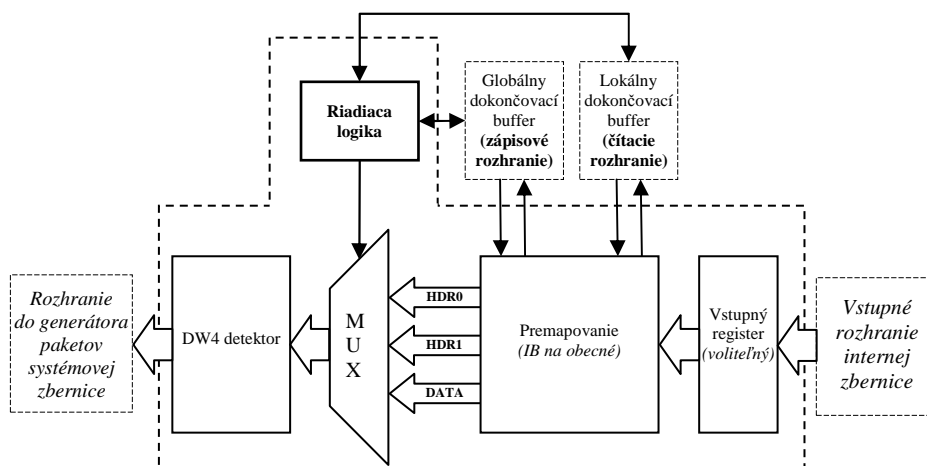 Globálny
dokončovací
buffer
(zápisové
rozhranie)
Lokálny
dokončovací
buffer
(čítacie
rozhranie)
Riadiaca
logika
Rozhranie
do generátora
paketov
systémovej
zbernice
DW4 detektor
M
U
X
HDR0
HDR1
DATA
Premapovanie
(IB na obecné)
Vstupný
register
(voliteľný)
Vstupné
rozhranie
internej
zbernice